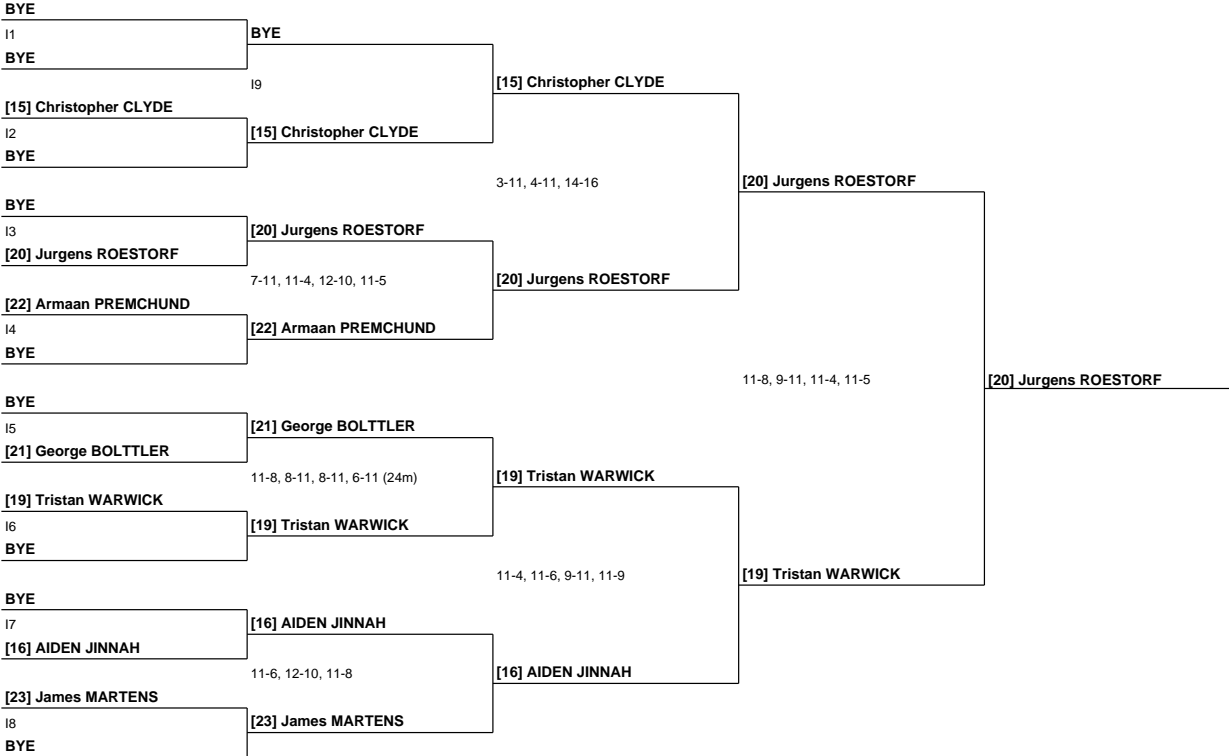 BYE
I1
BYE
BYE
I9
[15] Christopher CLYDE
[15] Christopher CLYDE
I2
[15] Christopher CLYDE
BYE
3-11, 4-11, 14-16
[20] Jurgens ROESTORF
BYE
I3
[20] Jurgens ROESTORF
[20] Jurgens ROESTORF
7-11, 11-4, 12-10, 11-5
[20] Jurgens ROESTORF
[22] Armaan PREMCHUND
I4
[22] Armaan PREMCHUND
BYE
11-8, 9-11, 11-4, 11-5
[20] Jurgens ROESTORF
BYE
I5
[21] George BOLTTLER
[21] George BOLTTLER
11-8, 8-11, 8-11, 6-11 (24m)
[19] Tristan WARWICK
[19] Tristan WARWICK
I6
[19] Tristan WARWICK
BYE
11-4, 11-6, 9-11, 11-9
[19] Tristan WARWICK
BYE
I7
[16] AIDEN JINNAH
[16] AIDEN JINNAH
11-6, 12-10, 11-8
[16] AIDEN JINNAH
[23] James MARTENS
I8
[23] James MARTENS
BYE